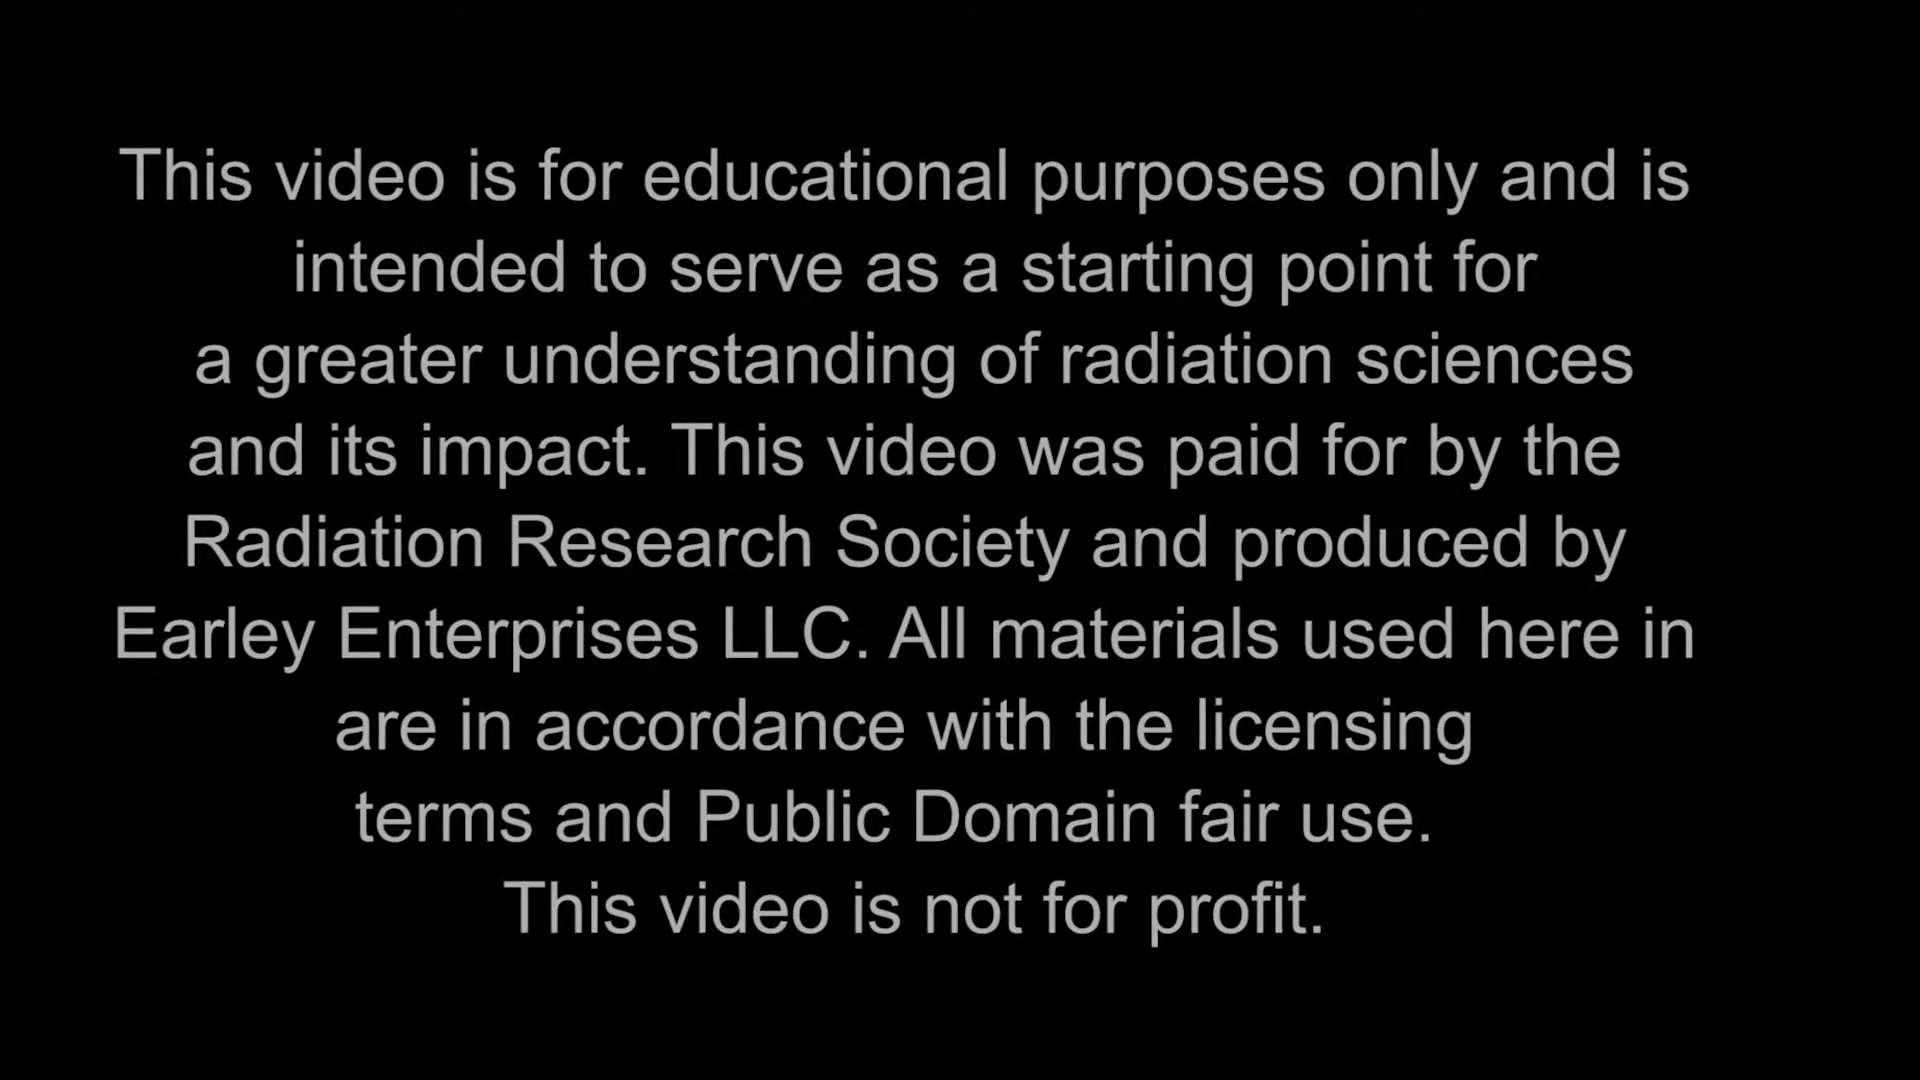 This video is for educational purposes only and is
intended to serve as a starting point for
a greater understanding of radiation sciences
and its impact. This video was paid for by the
Radiation Research Society and produced by
Earley Enterprises LLC. All materials used here in
are in accordance with the licensing
terms and Public Domain fair use.
This video is not for profit.